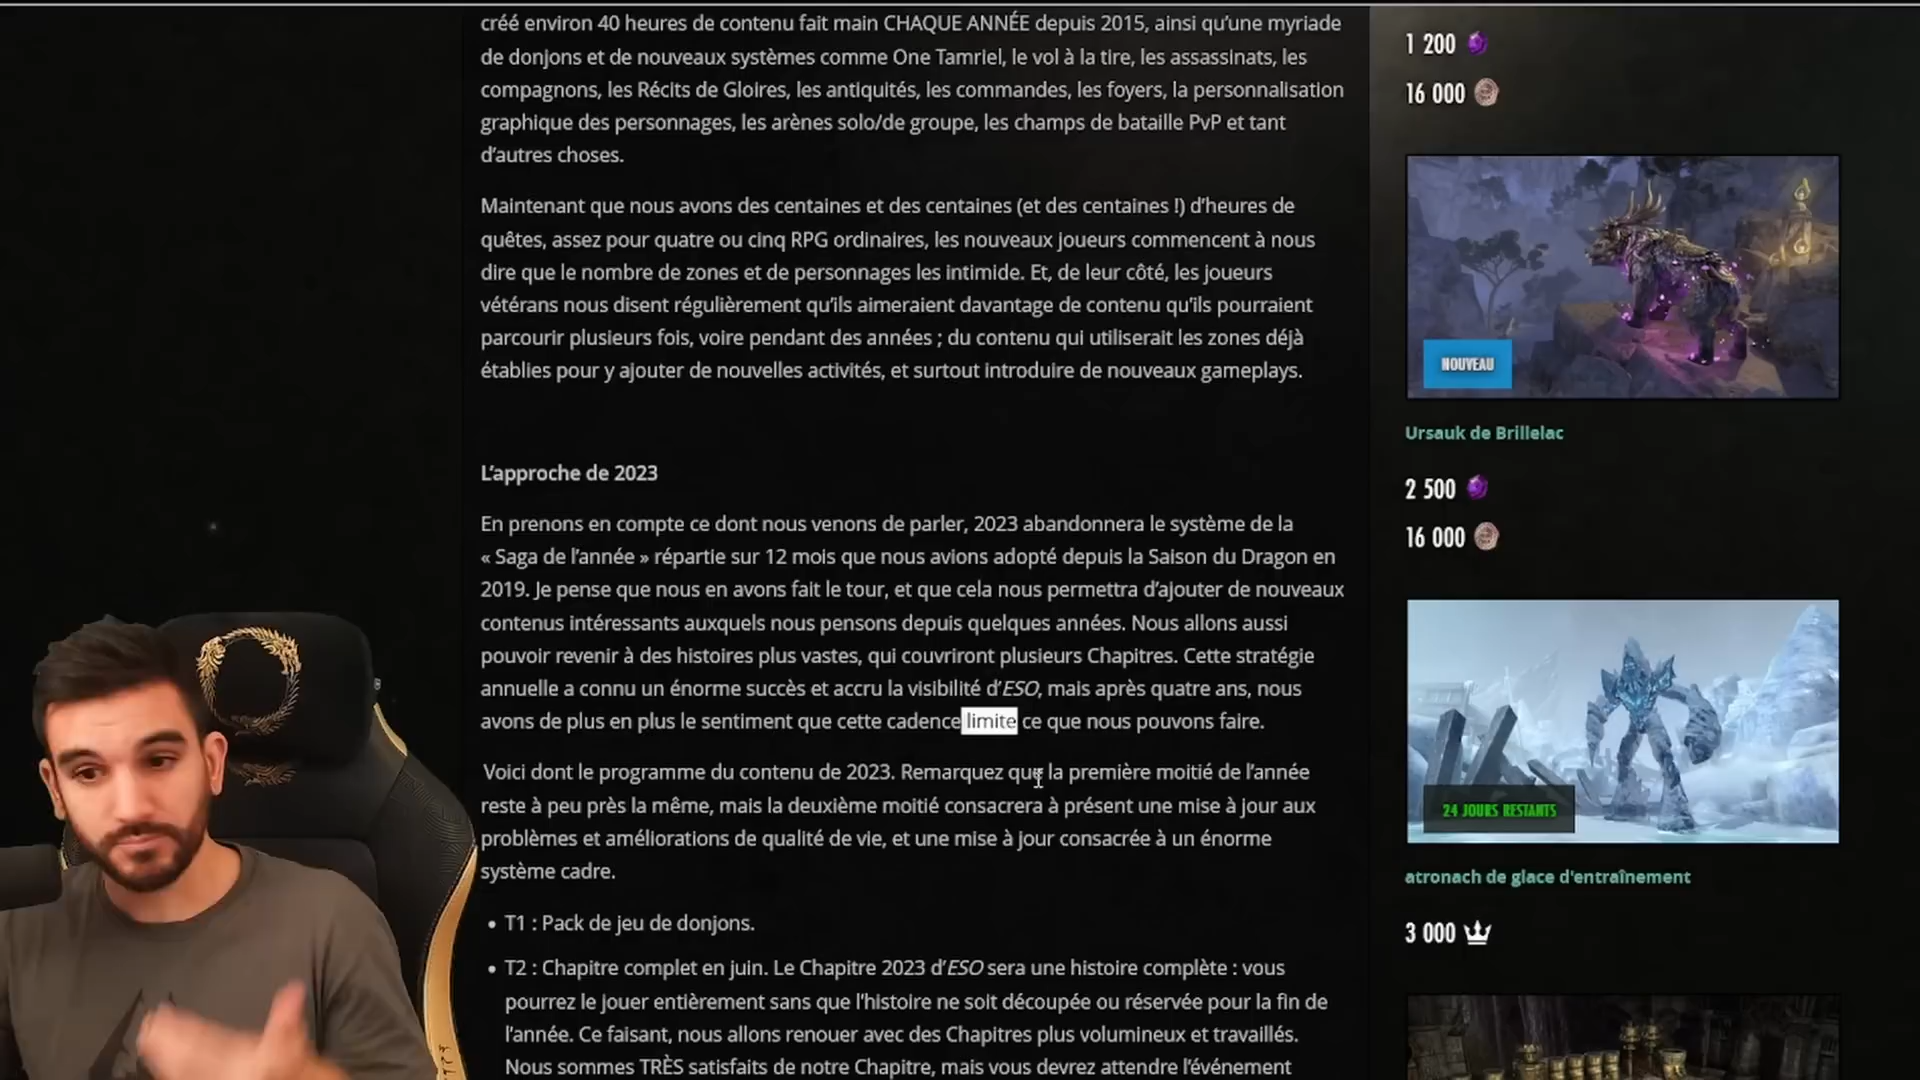 créé environ 40 heures de contenu fait main CHAQUE ANNÉE depuis 2015, ainsi qu’une myriade
de donjons et de nouveaux systèmes comme One Tamriel, le vol à la tire, les assassinats, les
compagnons, les Récits de Gloires, les antiquités, les commandes, les foyers, la personnalisation
graphique des personnages, les arènes solo/de groupe, les champs de bataille PvP et tant
d’autres choses.
Maintenant que nous avons des centaines et des centaines (et des centaines !) d’heures de
quêtes, assez pour quatre ou cinq RPG ordinaires, les nouveaux joueurs commencent à nous
dire que le nombre de zones et de personnages les intimide. Et, de leur côté, les joueurs
vétérans nous disent régulièrement qu’ils aimeraient davantage de contenu qu’ils pourraient
parcourir plusieurs fois, voire pendant des années ; du contenu qui utiliserait les zones déjà
établies pour y ajouter de nouvelles activités, et surtout introduire de nouveaux gameplays.
L’approche de 2023
En prenons en compte ce dont nous venons de parler, 2023 abandonnera le système de la
« Saga de l’année » répartie sur 12 mois que nous avions adopté depuis la Saison du Dragon en
2019. Je pense que nous en avons fait le tour, et que cela nous permettra d’ajouter de nouveaux
contenus intéressants auxquels nous pensons depuis quelques années. Nous allons aussi
pouvoir revenir à des histoires plus vastes, qui couvriront plusieurs Chapitres. Cette stratégie
annuelle a connu un énorme succès et accru la visibilité d’ESO, mais après quatre ans, nous
avons de plus en plus le sentiment que cette cadence limite ce que nous pouvons faire.
Voici dont le programme du contenu de 2023. Remarquez que la première moitié de l’année
reste à peu près la même, mais la deuxième moitié consacrera à présent une mise à jour aux
problèmes et améliorations de qualité de vie, et une mise à jour consacrée à un énorme
système cadre.
• T1 : Pack de jeu de donjons.
• T2 : Chapitre complet en juin. Le Chapitre 2023 d’ESO sera une histoire complète : vous
pourrez le jouer entièrement sans que l’histoire ne soit découpée ou réservée pour la fin de
l’année. Ce faisant, nous allons renouer avec des Chapitres plus volumineux et travaillés.
Nous sommes TRÈS satisfaits de notre Chapitre, mais vous devrez attendre l’événement
1 200
16 000
NOUVEAU
Ursauk de Brillelac
2 500
16 000
24 JOURS RESTANTS
atronach de glace d'entraînement
3 000